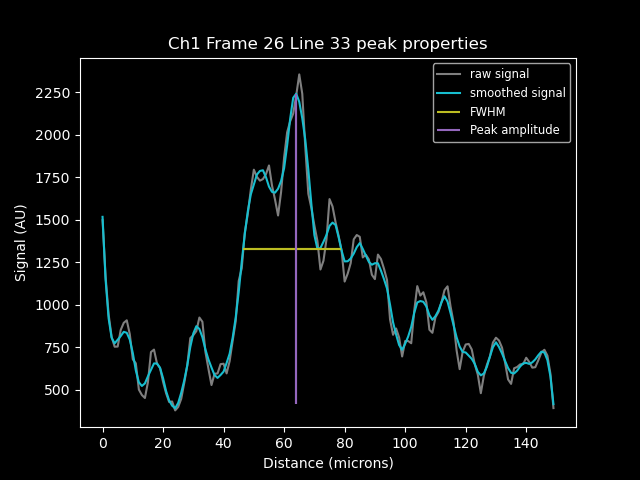 Ch1 Frame 26 Line 33 peak properties
raw signal
smoothed signal
FWHM
Peak amplitude
Signal (AU)
2250
2000
1750
1500
1250
1000
750
500
0 20 40 60 80 100 120 140
Distance (microns)